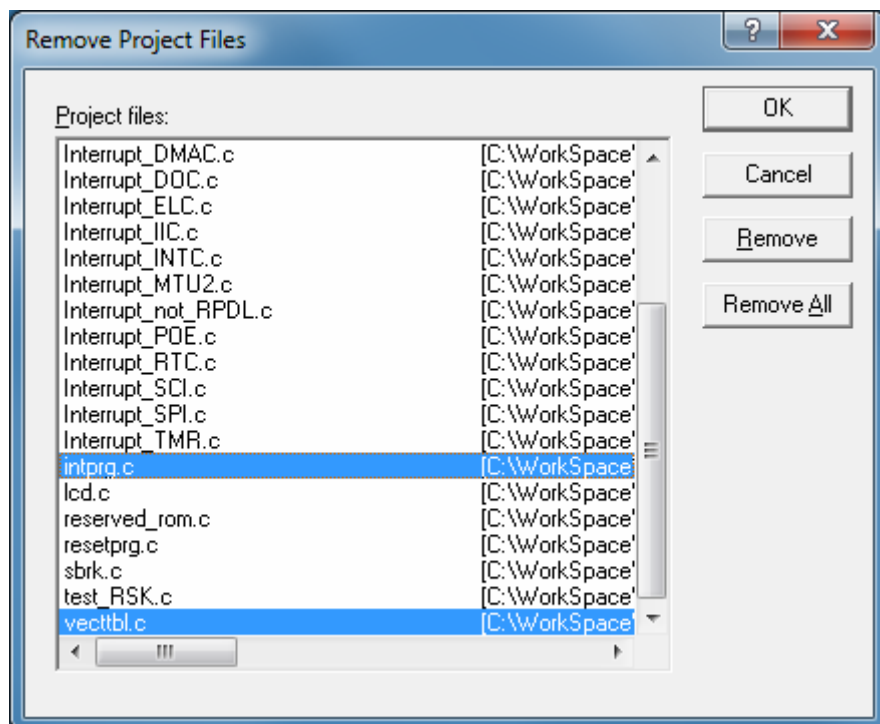 Remove Project Files
Project files:
Interrupt_DMAC.c [C:\WorkSpace'
Interrupt_DOC.c [C:\WorkSpace'
Interrupt_ELC.c [C:\WorkSpace'
Interrupt_IIC.c [C:\WorkSpace'
Interrupt_INTC.c [C:\WorkSpace'
Interrupt_MTU2.c [C:\WorkSpace'
Interrupt_not_RPDL.c [C:\WorkSpace'
Interrupt_POE.c [C:\WorkSpace'
Interrupt_RTC.c [C:\WorkSpace'
Interrupt_SCI.c [C:\WorkSpace'
Interrupt_SPI.c [C:\WorkSpace'
Interrupt_TMR.c [C:\WorkSpace'
intprg.c [C:\WorkSpace'
lcd.c [C:\WorkSpace'
reserved_rom.c [C:\WorkSpace'
resetprg.c [C:\WorkSpace'
sbrk.c [C:\WorkSpace'
test_RSK.c [C:\WorkSpace'
vecttbl.c [C:\WorkSpace'
OK
Cancel
Remove
Remove All